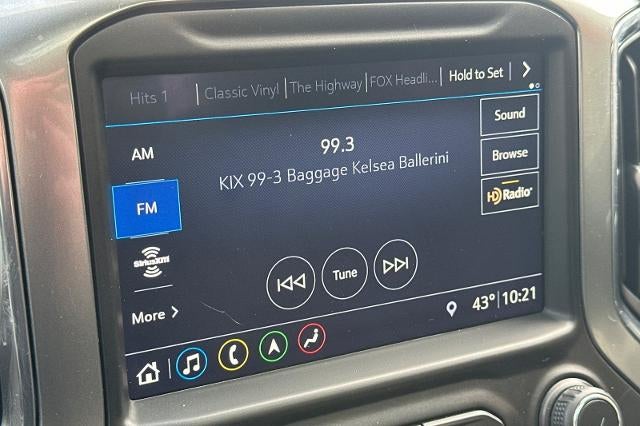 Hits 1 Classic Vinyl The Highway FOX Headli... Hold to Set
Sound
AM
99.3
KIX 99-3 Baggage Kelsea Ballerini
Browse
FM
HD Radio
SiriusXM
Tune
More
43° 10:21